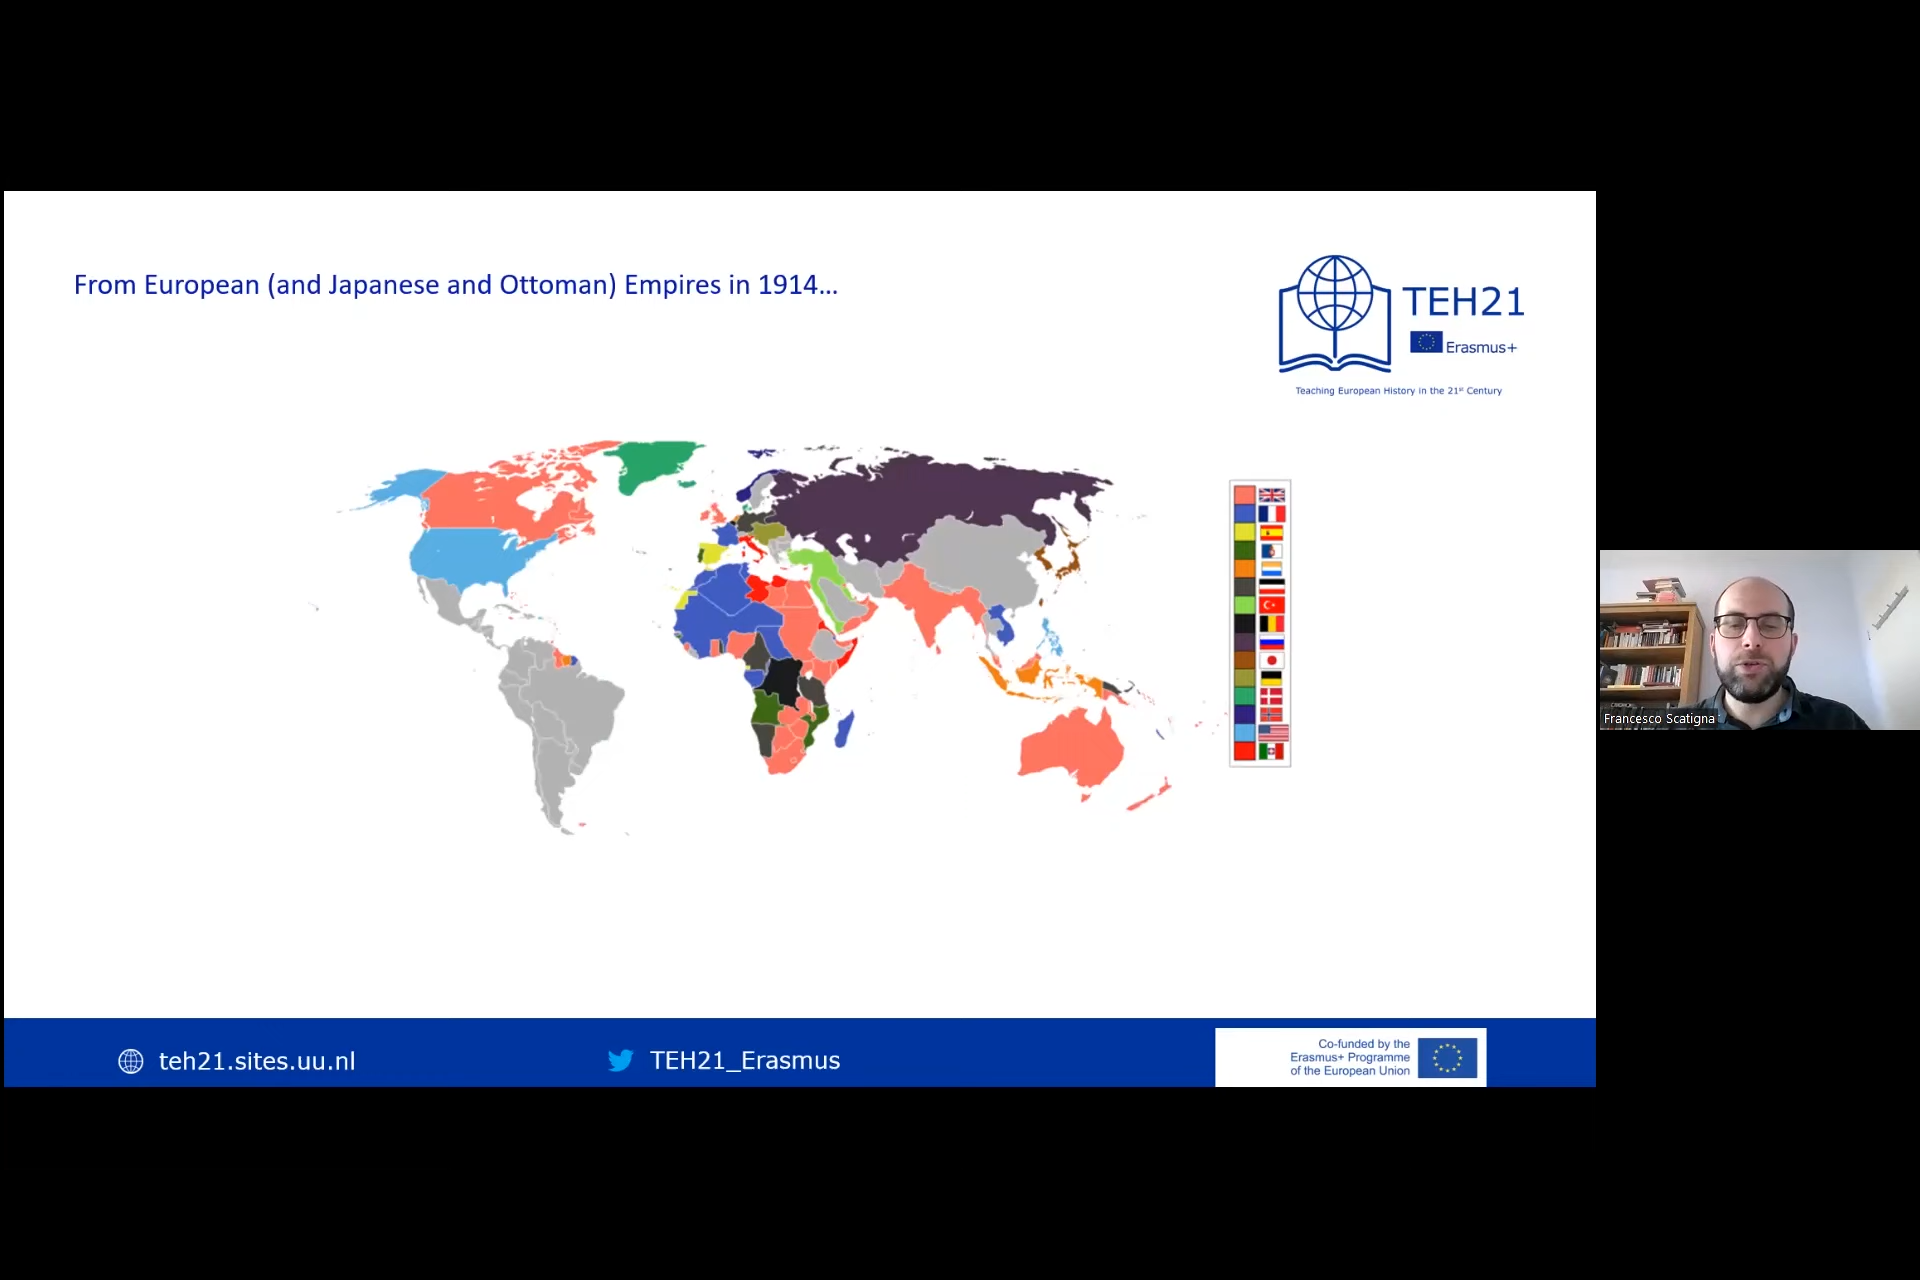 From European (and Japanese and Ottoman) Empires in 1914...
TEH21
Erasmus+
Teaching European History in the 21st Century
Francesco Scatigna
teh21.sites.uu.nl
TEH21_Erasmus
Co-funded by the
Erasmus+ Programme
of the European Union